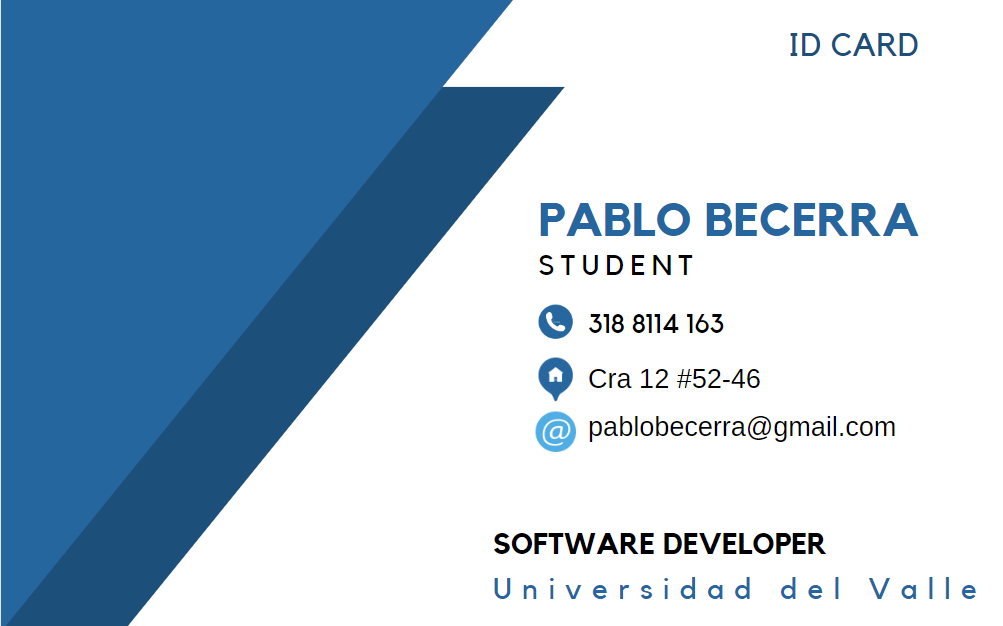 ID CARD
PABLO BECERRA
STUDENT
318 8114 163
Cra 12 #52-46
@ pablobecerra@gmail.com
SOFTWARE DEVELOPER
Universidad del Valle